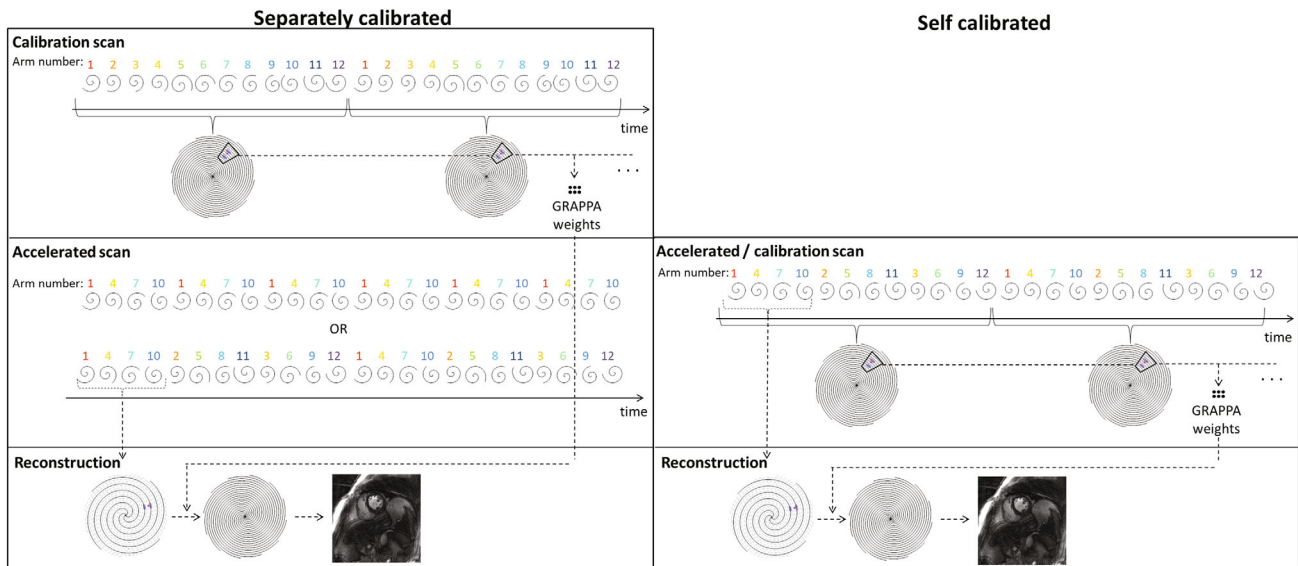 Separately calibrated
Calibration scan
Arm number: 1 2 3 4 5 6 7 8 9 10 11 12 1 2 3 4 5 6 7 8 9 10 11 12
time
. . .
GRAPPA
weights
Accelerated scan
Arm number: 1 4 7 10 1 4 7 10 1 4 7 10 1 4 7 10 1 4 7 10 1 4 7 10
OR
1 4 7 10 2 5 8 11 3 6 9 12 1 4 7 10 2 5 8 11 3 6 9 12
time
Reconstruction
Self calibrated
Accelerated / calibration scan
Arm number: 1 4 7 10 2 5 8 11 3 6 9 12 1 4 7 10 2 5 8 11 3 6 9 12
time
. . .
GRAPPA
weights
Reconstruction